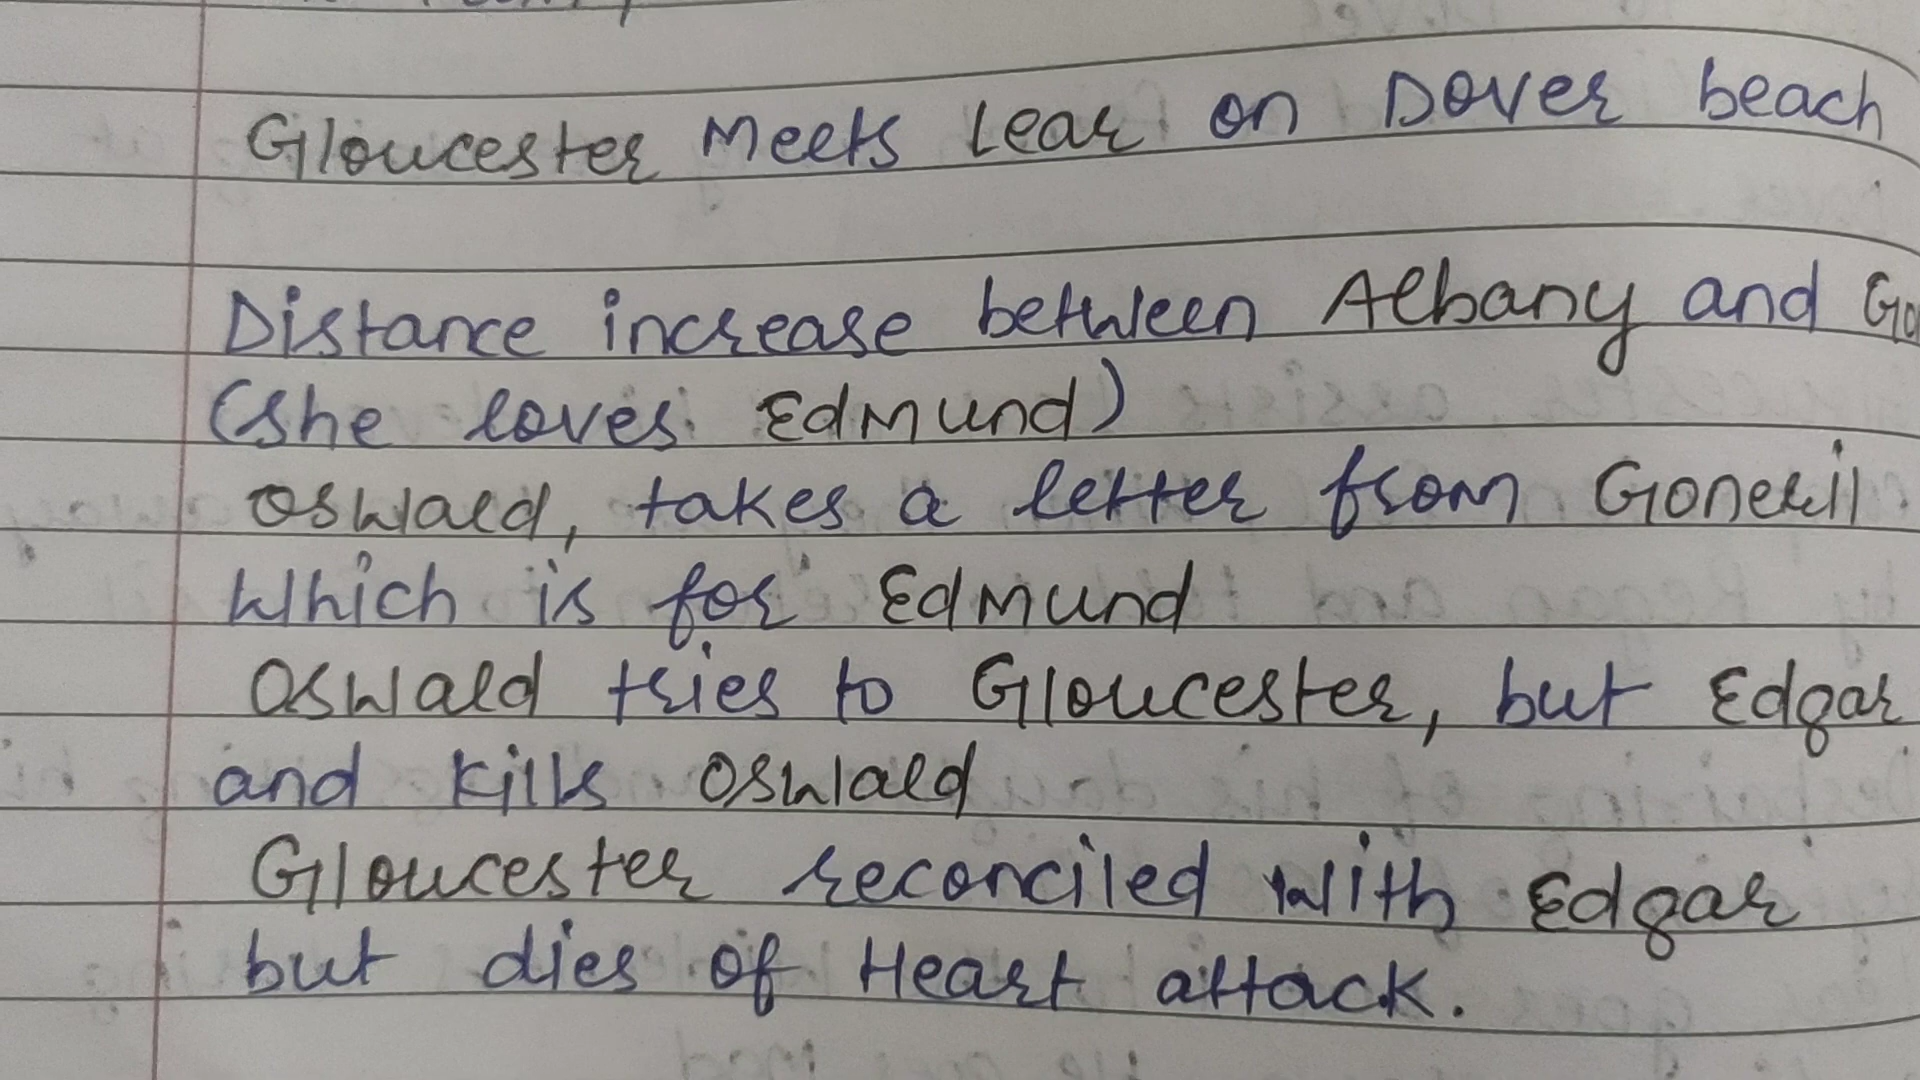 Gloucester Meets Lear on Dover beach
Distance increase between Albany and Go
(she loves Edmund)
Oswald, takes a letter from Goneril
Which is for Edmund
Oswald tries to Gloucester, but Edgar
and kills Oswald
Gloucester reconciled with Edgar
but dies of Heart attack.